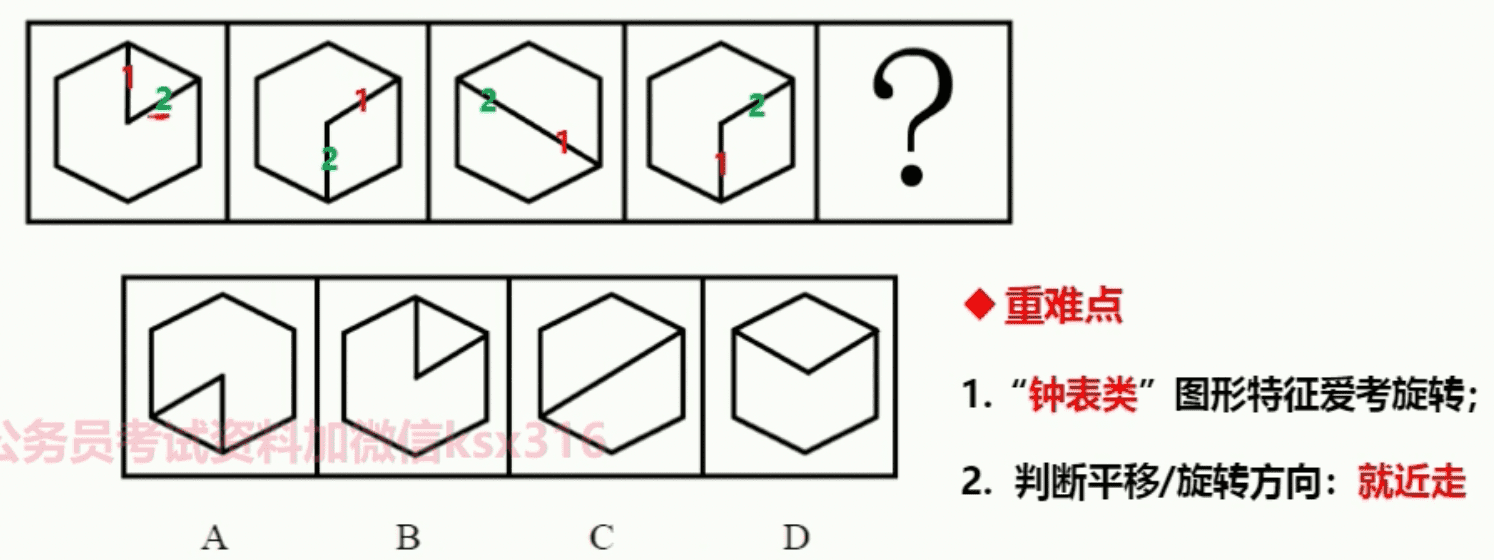 1 2 1 2 2 1 2 1 ?
◆ 重难点
1. “钟表类”图形特征爱考旋转；
公务员考试资料加微信ksx316
2. 判断平移/旋转方向：就近走
A B C D